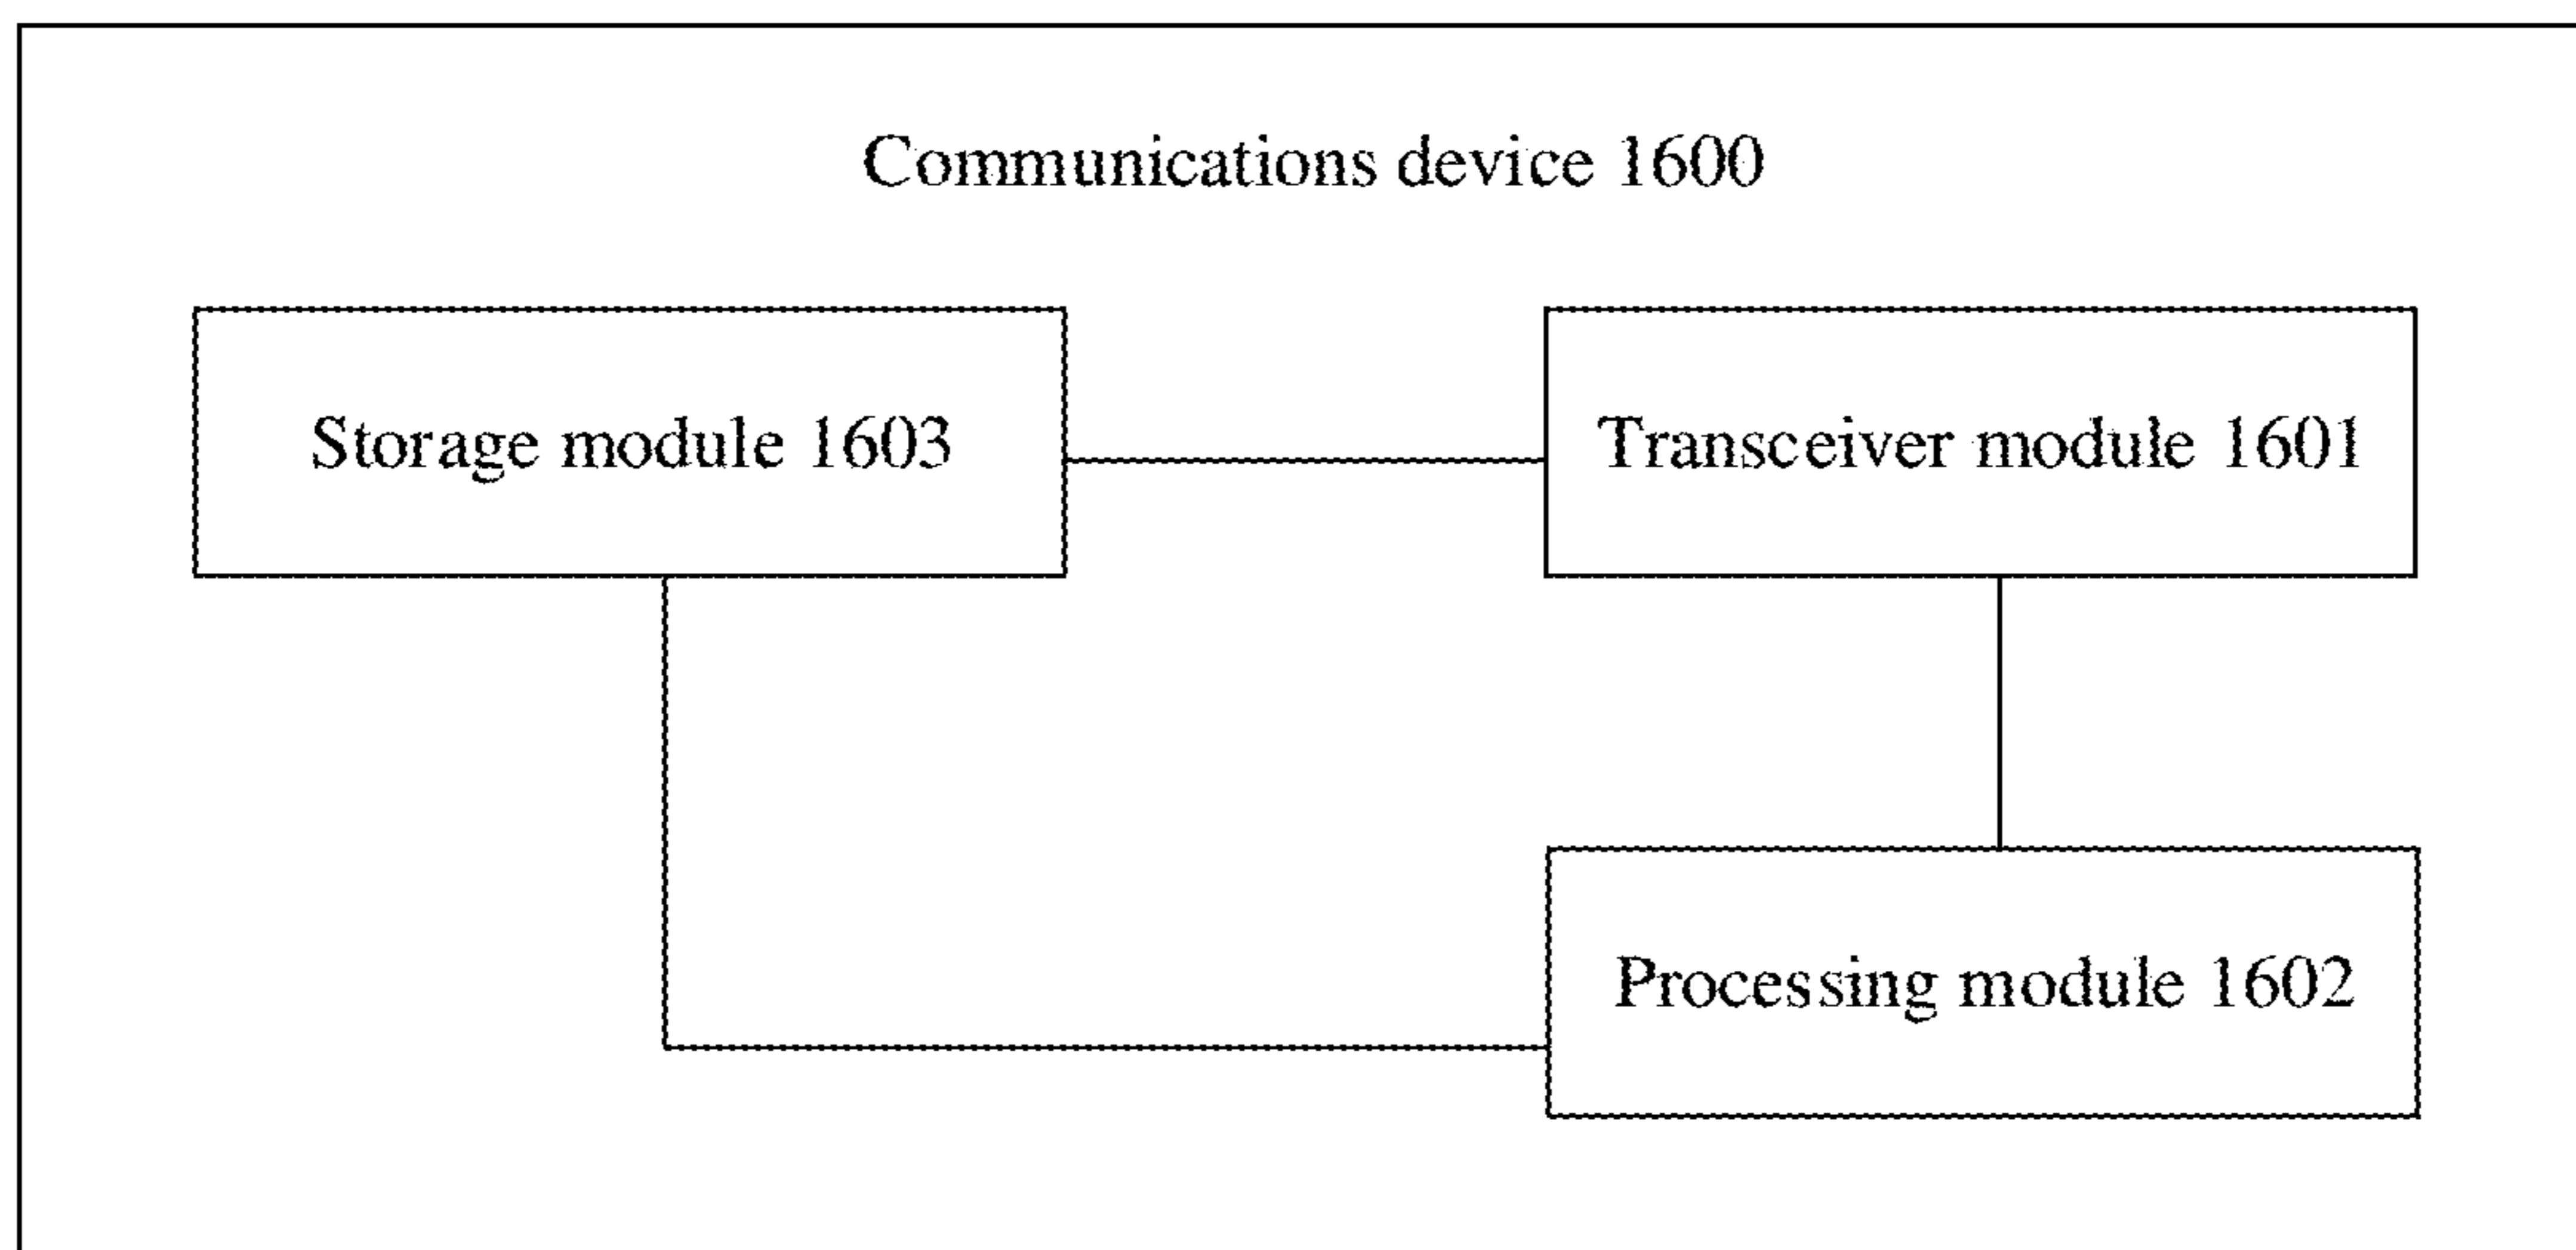 Communications device 1600
Storage module 1603
Transceiver module 1601
Processing module 1602